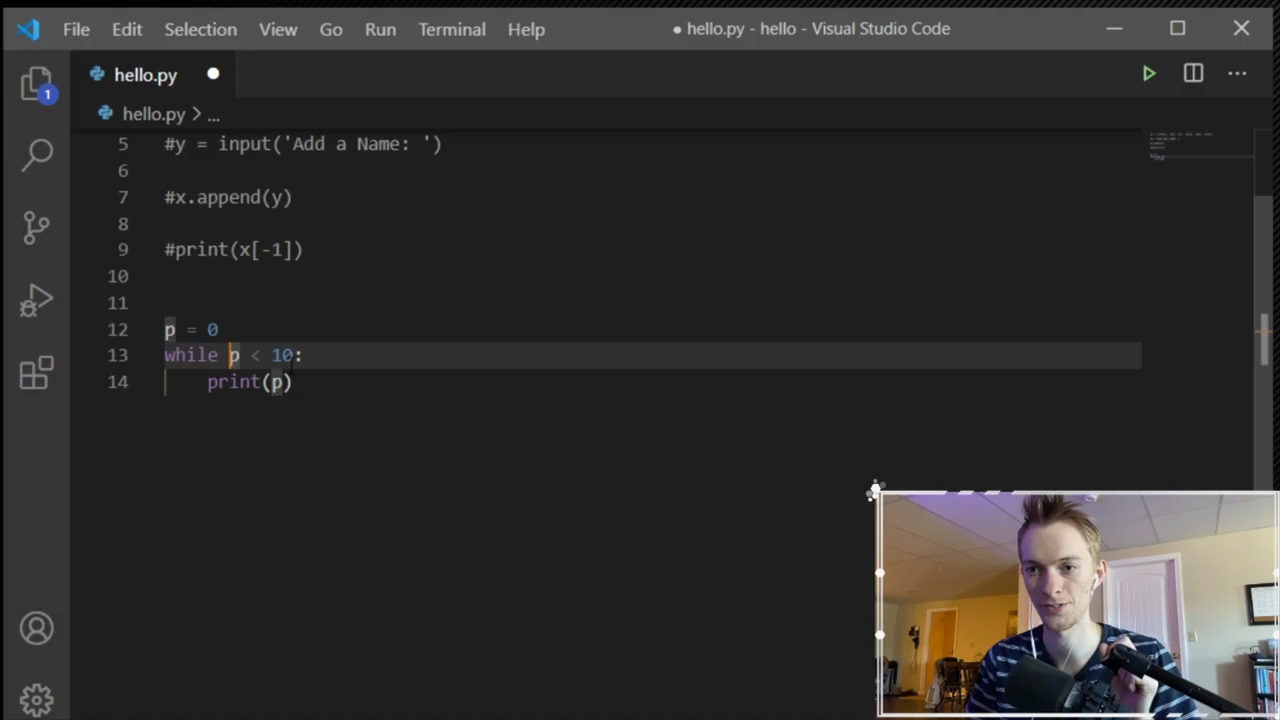 File Edit Selection View Go Run Terminal Help ● hello.py - hello - Visual Studio Code
1
hello.py ●
hello.py > ...
5 #y = input('Add a Name: ')
6
7 #x.append(y)
8
9 #print(x[-1])
10
11
12 p = 0
13 while p < 10:
14 print(p)